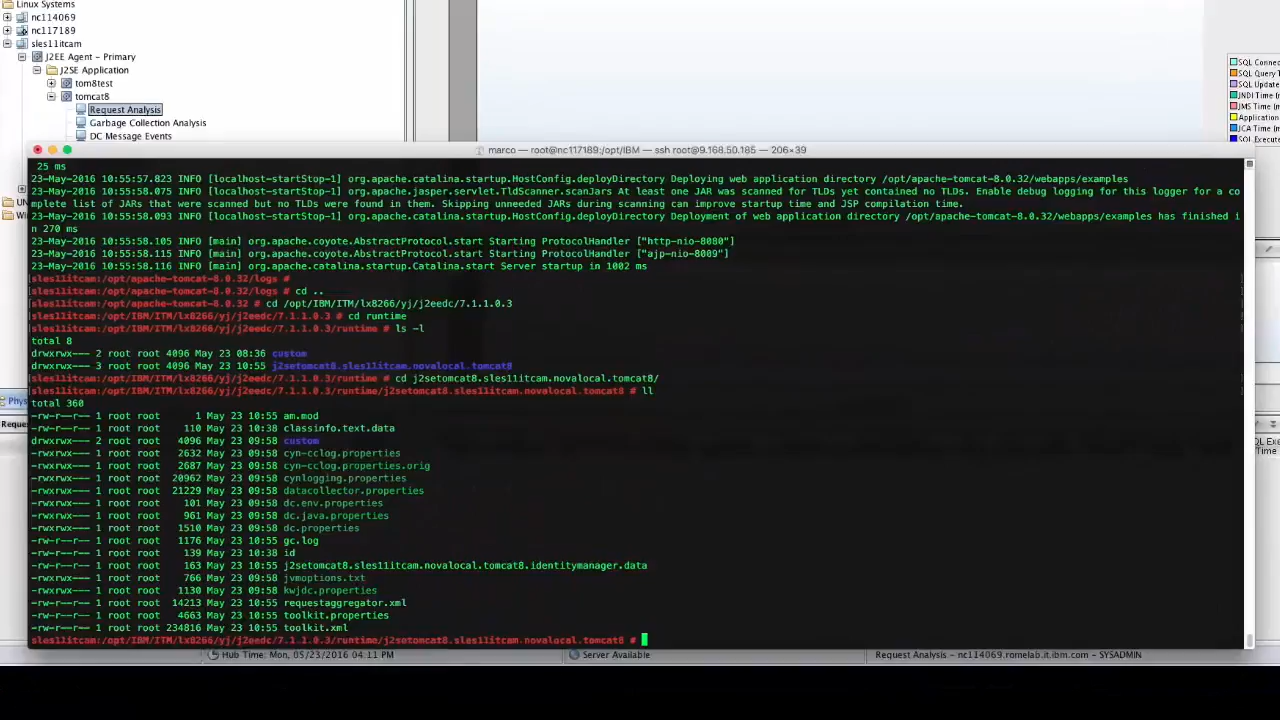 Linux Systems
nc114069
nc117189
sles11itcam
J2EE Agent - Primary
J2SE Application
tom8test
tomcat8
Request Analysis
Garbage Collection Analysis
DC Message Events
SQL Conne
SQL Query T
SQL Update
JNDI Time (m
JMS Time (m
Application
JCA Time (m
SQL Execute
marco — root@nc117189:/opt/IBM — ssh root@9.168.50.185 — 206×39
25 ms
23-May-2016 10:55:57.823 INFO [localhost-startStop-1] org.apache.catalina.startup.HostConfig.deployDirectory Deploying web application directory /opt/apache-tomcat-8.0.32/webapps/examples
23-May-2016 10:55:58.075 INFO [localhost-startStop-1] org.apache.jasper.servlet.TldScanner.scanJars At least one JAR was scanned for TLDs yet contained no TLDs. Enable debug logging for this logger for a co
mplete list of JARs that were scanned but no TLDs were found in them. Skipping unneeded JARs during scanning can improve startup time and JSP compilation time.
23-May-2016 10:55:58.093 INFO [localhost-startStop-1] org.apache.catalina.startup.HostConfig.deployDirectory Deployment of web application directory /opt/apache-tomcat-8.0.32/webapps/examples has finished i
n 270 ms
23-May-2016 10:55:58.105 INFO [main] org.apache.coyote.AbstractProtocol.start Starting ProtocolHandler ["http-nio-8080"]
23-May-2016 10:55:58.115 INFO [main] org.apache.coyote.AbstractProtocol.start Starting ProtocolHandler ["ajp-nio-8009"]
23-May-2016 10:55:58.116 INFO [main] org.apache.catalina.startup.Catalina.start Server startup in 1002 ms
sles11itcam:/opt/apache-tomcat-8.0.32/logs #
sles11itcam:/opt/apache-tomcat-8.0.32/logs # cd ..
sles11itcam:/opt/apache-tomcat-8.0.32 # cd /opt/IBM/ITM/lx8266/yj/j2eedc/7.1.1.0.3
sles11itcam:/opt/IBM/ITM/lx8266/yj/j2eedc/7.1.1.0.3 # cd runtime
sles11itcam:/opt/IBM/ITM/lx8266/yj/j2eedc/7.1.1.0.3/runtime # ls -l
total 8
drwxrwx--- 2 root root 4096 May 23 08:36 custom
drwxrwx--- 3 root root 4096 May 23 10:55 j2setomcat8.sles11itcam.novalocal.tomcat8
sles11itcam:/opt/IBM/ITM/lx8266/yj/j2eedc/7.1.1.0.3/runtime # cd j2setomcat8.sles11itcam.novalocal.tomcat8/
sles11itcam:/opt/IBM/ITM/lx8266/yj/j2eedc/7.1.1.0.3/runtime/j2setomcat8.sles11itcam.novalocal.tomcat8 # ll
total 360
-rw-r--r-- 1 root root 1 May 23 10:55 am.mod
-rw-r--r-- 1 root root 110 May 23 10:38 classinfo.text.data
drwxrwx--- 2 root root 4096 May 23 09:58 custom
-rwxrwx--- 1 root root 2632 May 23 09:58 cyn-cclog.properties
-rwxrwx--- 1 root root 2687 May 23 09:58 cyn-cclog.properties.orig
-rwxrwx--- 1 root root 20962 May 23 09:58 cynlogging.properties
-rwxrwx--- 1 root root 21229 May 23 09:58 datacollector.properties
-rwxrwx--- 1 root root 101 May 23 09:58 dc.env.properties
-rwxrwx--- 1 root root 961 May 23 09:58 dc.java.properties
-rwxrwx--- 1 root root 1510 May 23 09:58 dc.properties
-rw-r--r-- 1 root root 1176 May 23 10:55 gc.log
-rw-r--r-- 1 root root 139 May 23 10:38 id
-rw-r--r-- 1 root root 163 May 23 10:55 j2setomcat8.sles11itcam.novalocal.tomcat8.identitymanager.data
-rwxrwx--- 1 root root 766 May 23 09:58 jvmoptions.txt
-rwxrwx--- 1 root root 1130 May 23 09:58 kwjdc.properties
-rw-r--r-- 1 root root 14213 May 23 10:55 requestaggregator.xml
-rw-r--r-- 1 root root 4663 May 23 10:55 toolkit.properties
-rw-r--r-- 1 root root 234816 May 23 10:55 toolkit.xml
sles11itcam:/opt/IBM/ITM/lx8266/yj/j2eedc/7.1.1.0.3/runtime/j2setomcat8.sles11itcam.novalocal.tomcat8 #
Phys
Reque
SQL Exe
Time
Hub Time: Mon, 05/23/2016 04:11 PM
Server Available
Request Analysis - nc114069.romelab.it.ibm.com - SYSADMIN